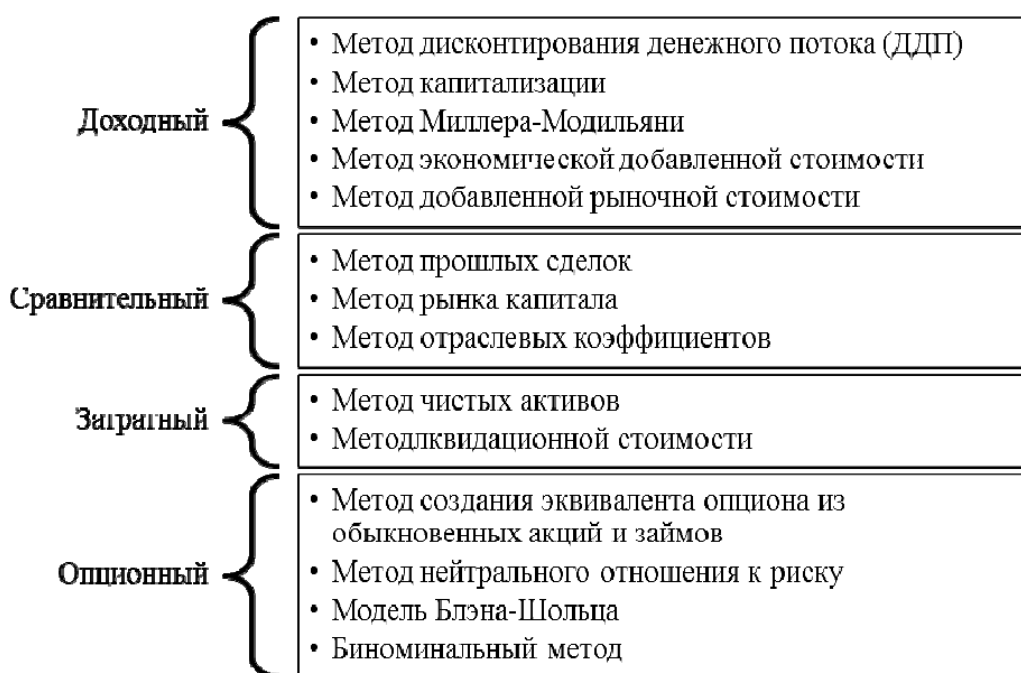 Доходный
• Метод дисконтирования денежного потока (ДДП)
• Метод капитализации
• Метод Миллера-Модильяни
• Метод экономической добавленной стоимости
• Метод добавленной рыночной стоимости
Сравнительный
• Метод прошлых сделок
• Метод рынка капитала
• Метод отраслевых коэффициентов
Затратный
• Метод чистых активов
• Методлквидационной стоимости
Опционный
• Метод создания эквивалента опциона из
обыкновенных акций и займов
• Метод нейтрального отношения к риску
• Модель Блэна-Шольца
• Биноминальный метод